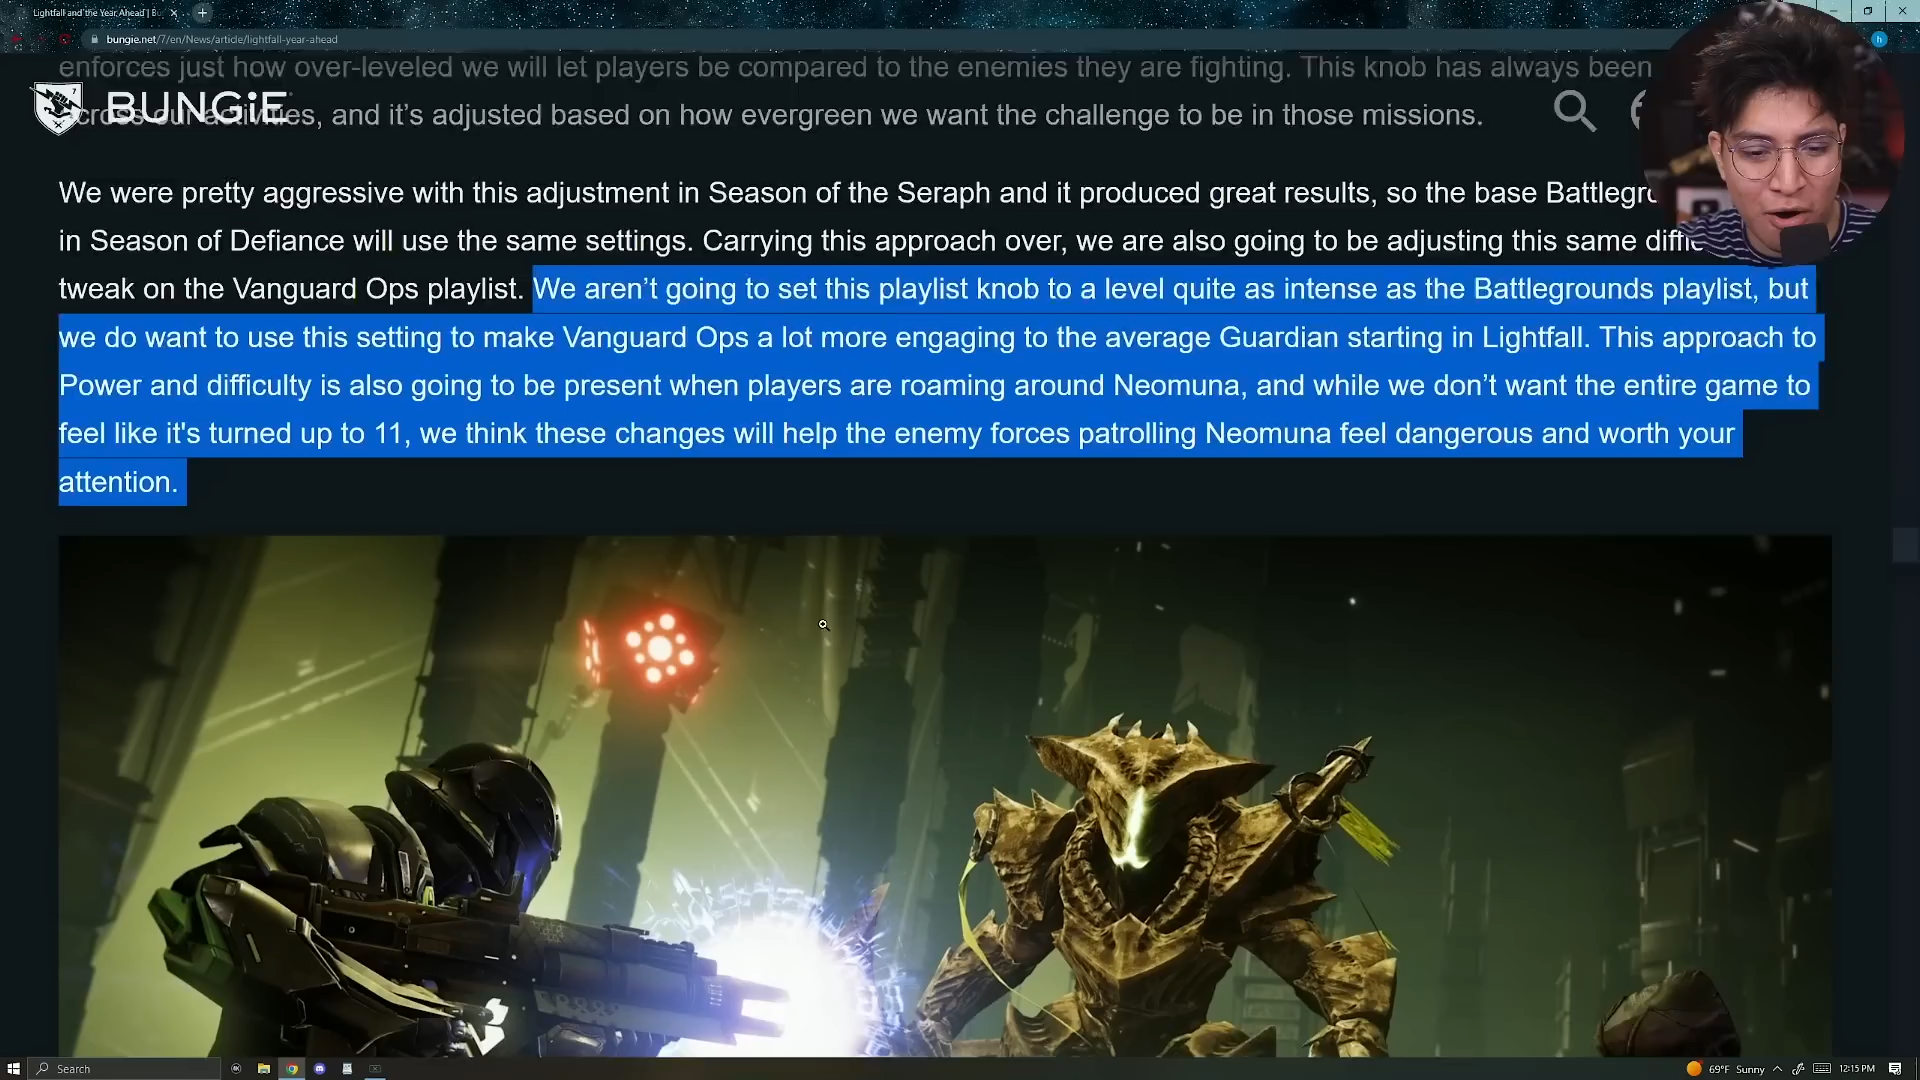 Lightfall and the Year Ahead | Bu
bungie.net/7/en/News/article/lightfall-year-ahead
h
enforces just how over-leveled we will let players be compared to the enemies they are fighting. This knob has always been
BUNGiE
across our activities, and it’s adjusted based on how evergreen we want the challenge to be in those missions.
We were pretty aggressive with this adjustment in Season of the Seraph and it produced great results, so the base Battlegro
in Season of Defiance will use the same settings. Carrying this approach over, we are also going to be adjusting this same diffic
tweak on the Vanguard Ops playlist. We aren’t going to set this playlist knob to a level quite as intense as the Battlegrounds playlist, but
we do want to use this setting to make Vanguard Ops a lot more engaging to the average Guardian starting in Lightfall. This approach to
Power and difficulty is also going to be present when players are roaming around Neomuna, and while we don’t want the entire game to
feel like it's turned up to 11, we think these changes will help the enemy forces patrolling Neomuna feel dangerous and worth your
attention.
Search
69°F Sunny
12:15 PM